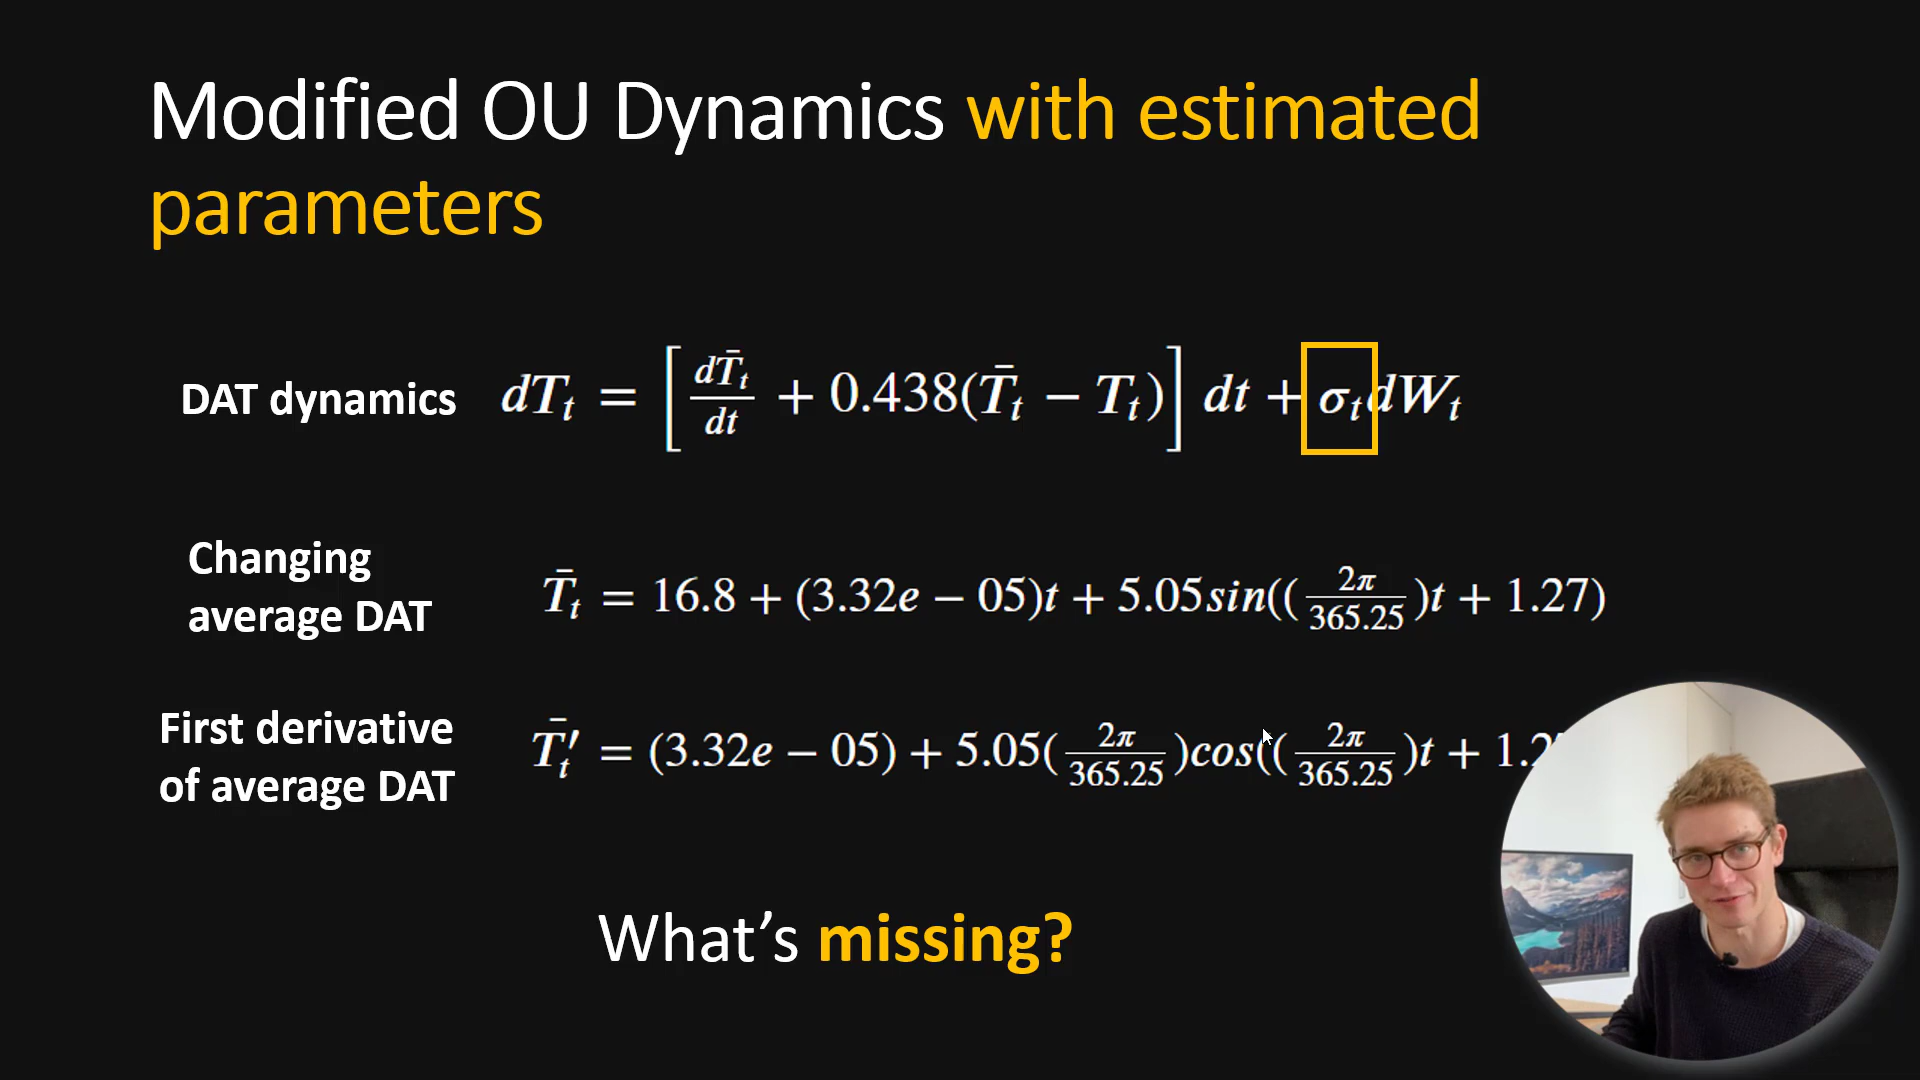 Modified OU Dynamics with estimated
parameters
DAT dynamics dT_t = [dT̄_t/dt + 0.438(T̄_t − T_t)] dt + σ_t dW_t
Changing
average DAT
T̄_t = 16.8 + (3.32e − 05)t + 5.05sin((2π/365.25)t + 1.27)
First derivative
of average DAT
T̄′_t = (3.32e − 05) + 5.05(2π/365.25)cos((2π/365.25)t +
What’s missing?